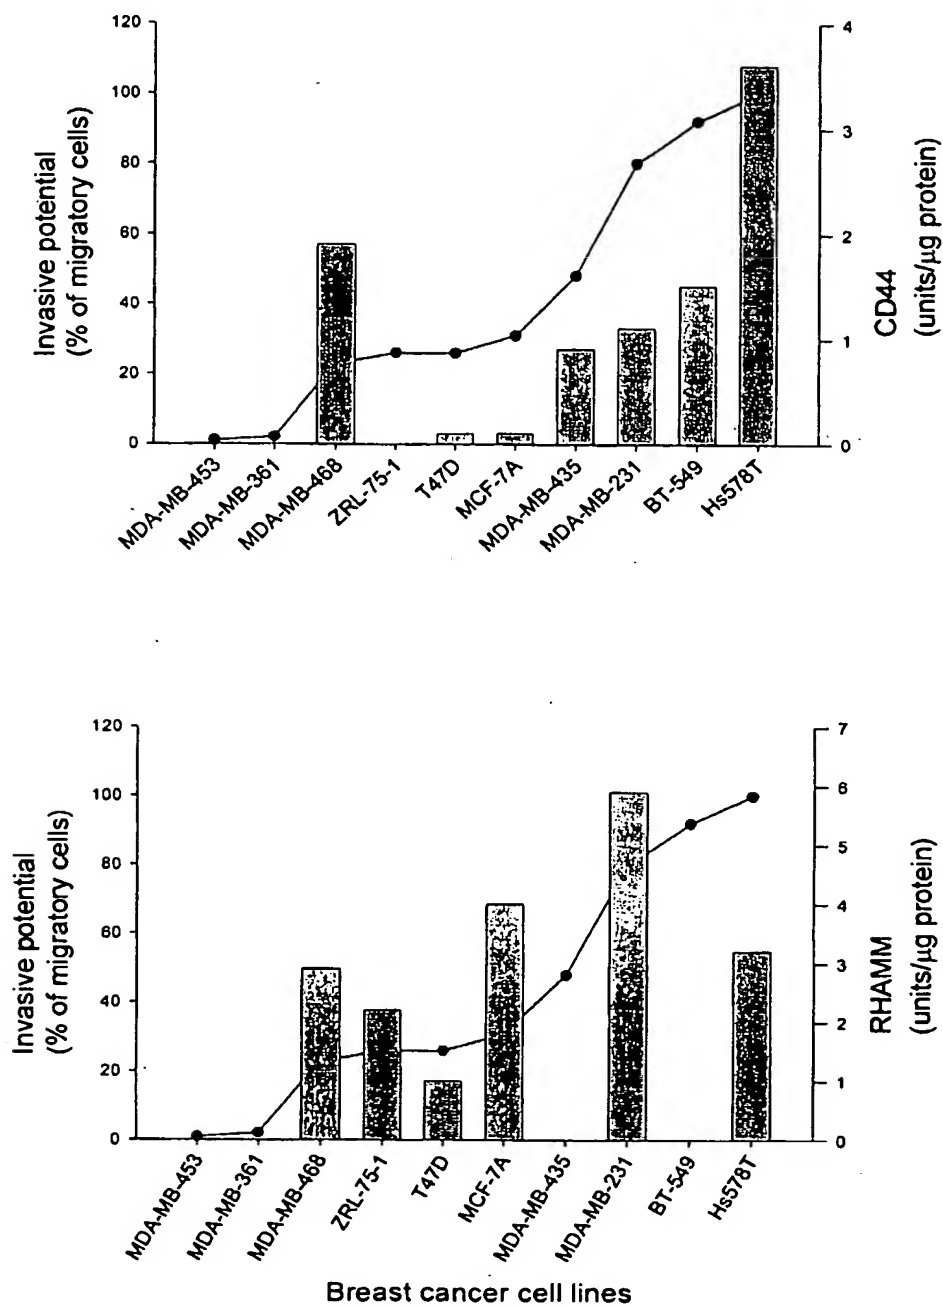 120
100
80
60
40
20
0
Invasive potential
(% of migratory cells)
4
3
2
1
0
CD44
(units/µg protein)
MDA-MB-453
MDA-MB-361
MDA-MB-468
ZRL-75-1
T47D
MCF-7A
MDA-MB-435
MDA-MB-231
BT-549
Hs578T
120
100
80
60
40
20
0
Invasive potential
(% of migratory cells)
7
6
5
4
3
2
1
0
RHAMM
(units/µg protein)
MDA-MB-453
MDA-MB-361
MDA-MB-468
ZRL-75-1
T47D
MCF-7A
MDA-MB-435
MDA-MB-231
BT-549
Hs578T
Breast cancer cell lines